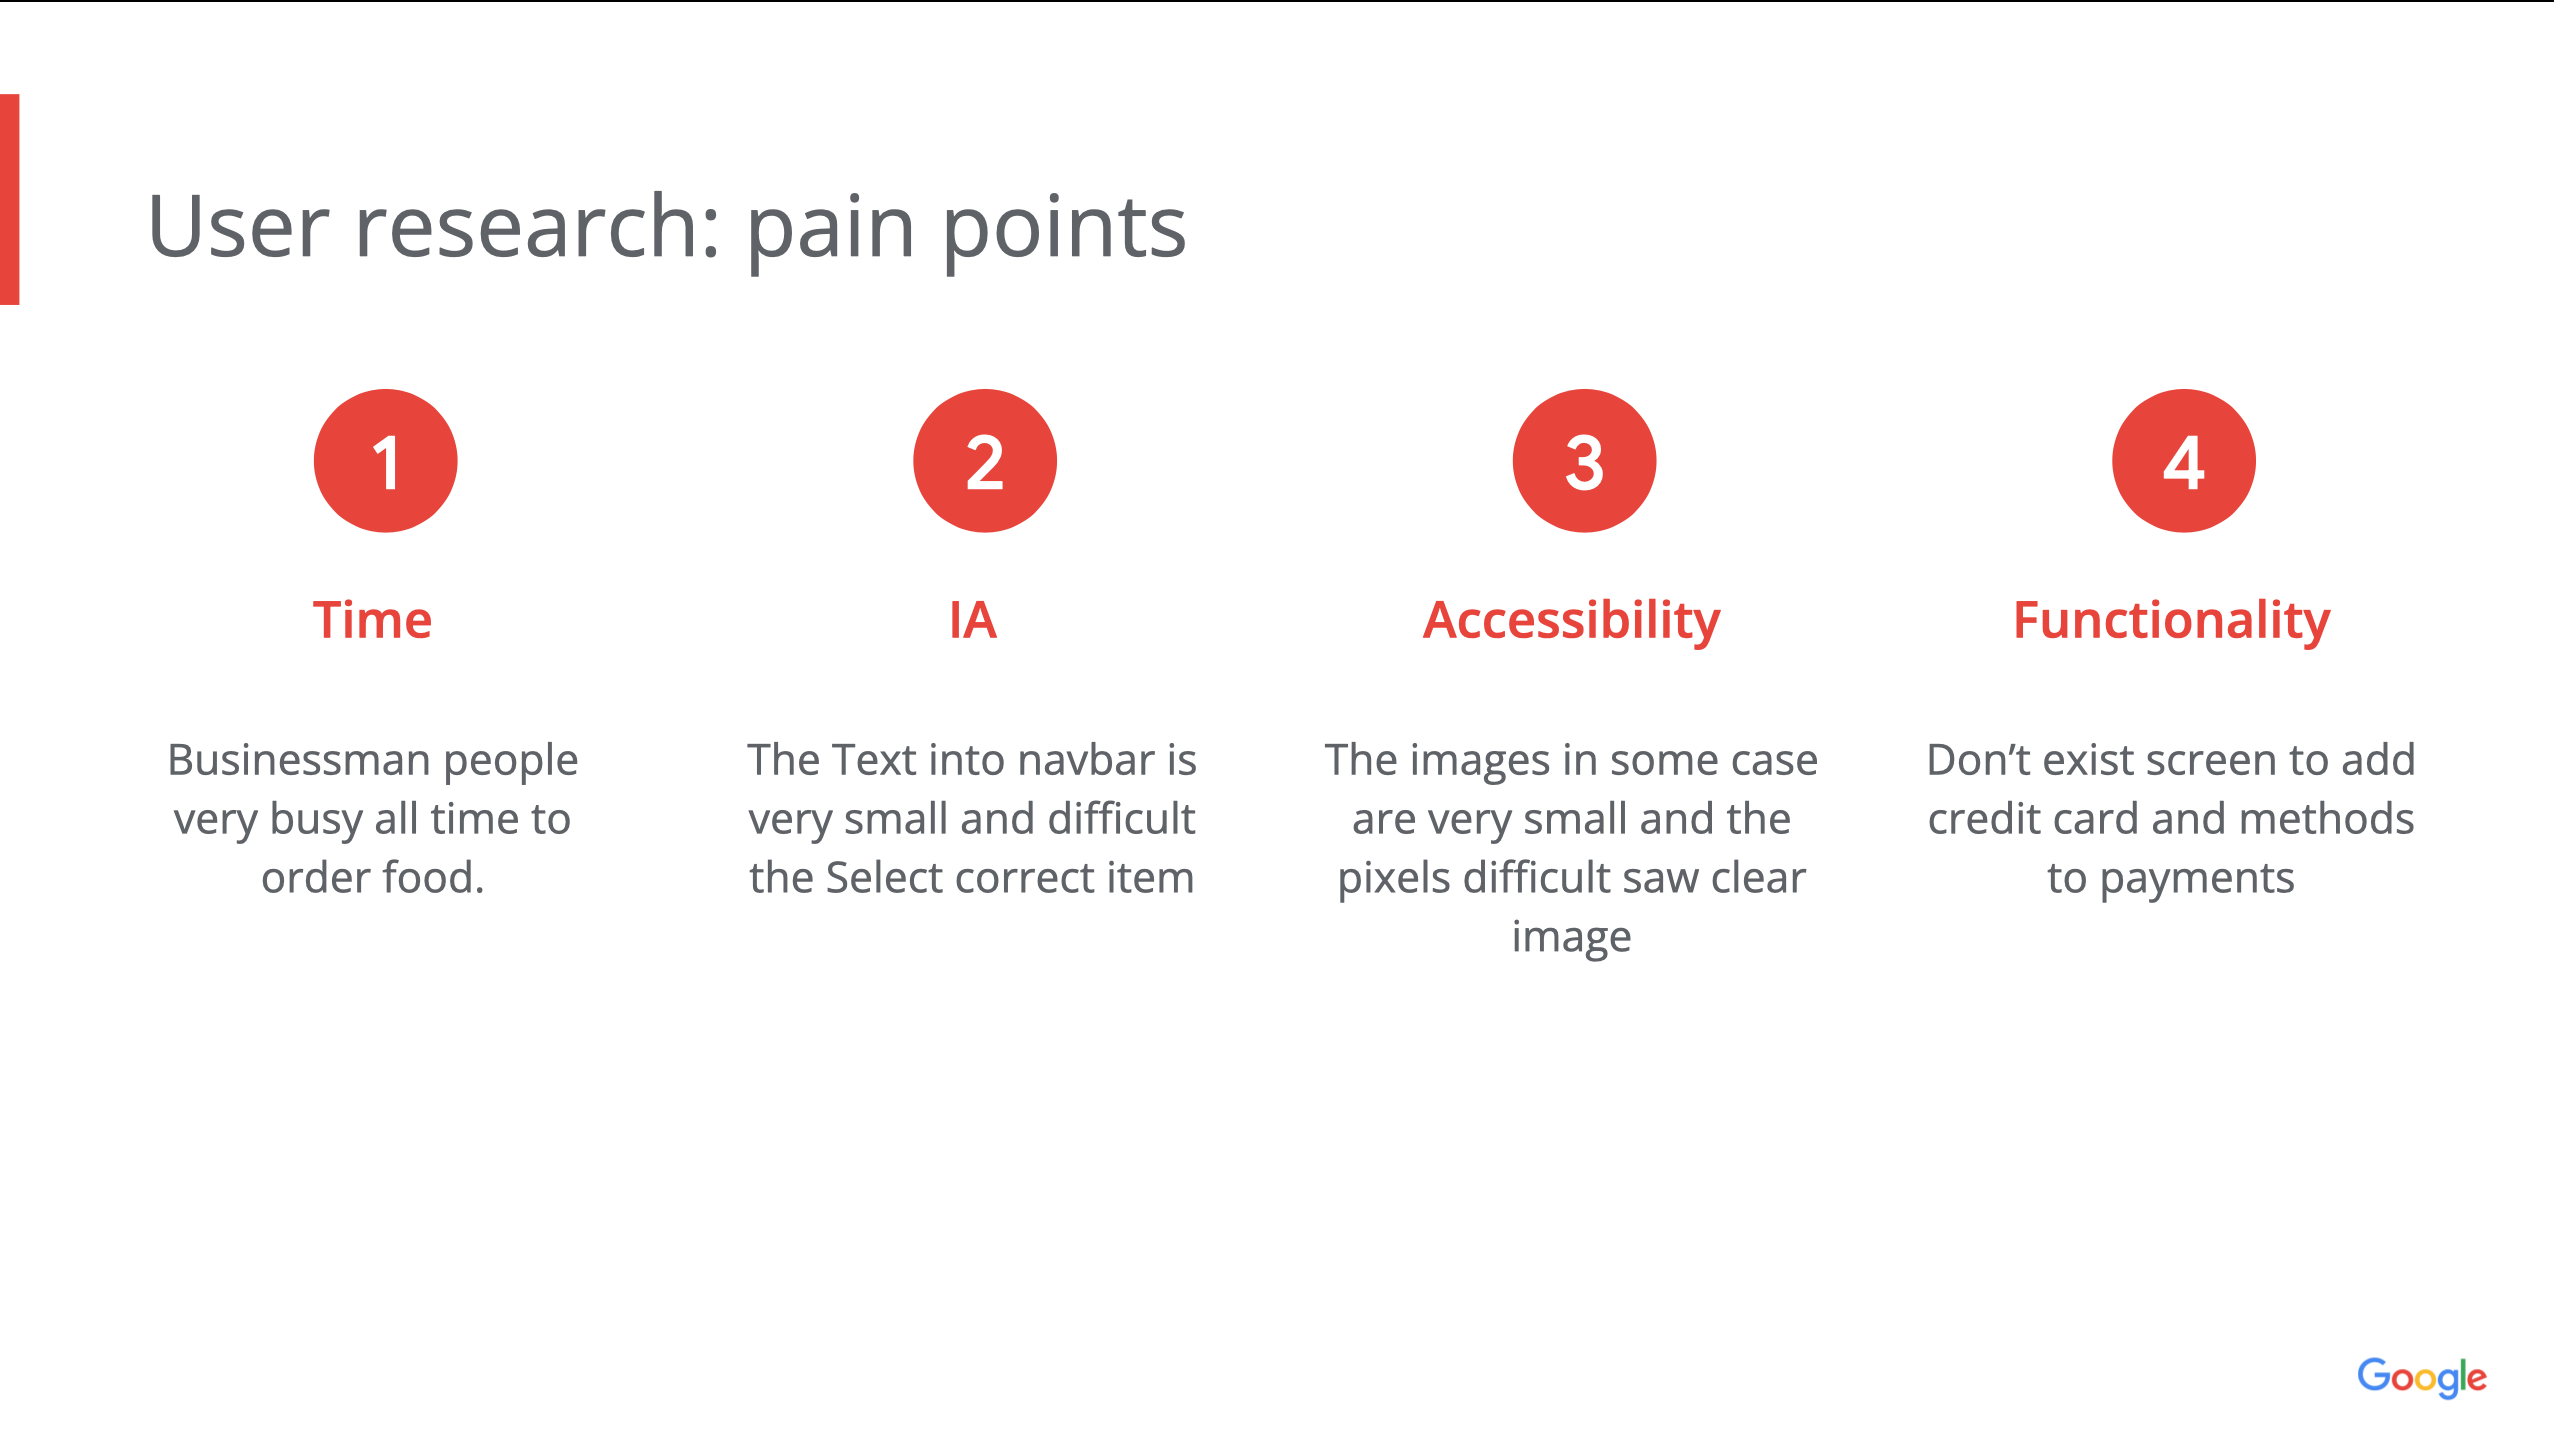 User research: pain points
1
Time
Businessman people
very busy all time to
order food.
2
IA
The Text into navbar is
very small and difficult
the Select correct item
3
Accessibility
The images in some case
are very small and the
pixels difficult saw clear
image
4
Functionality
Don’t exist screen to add
credit card and methods
to payments
Google